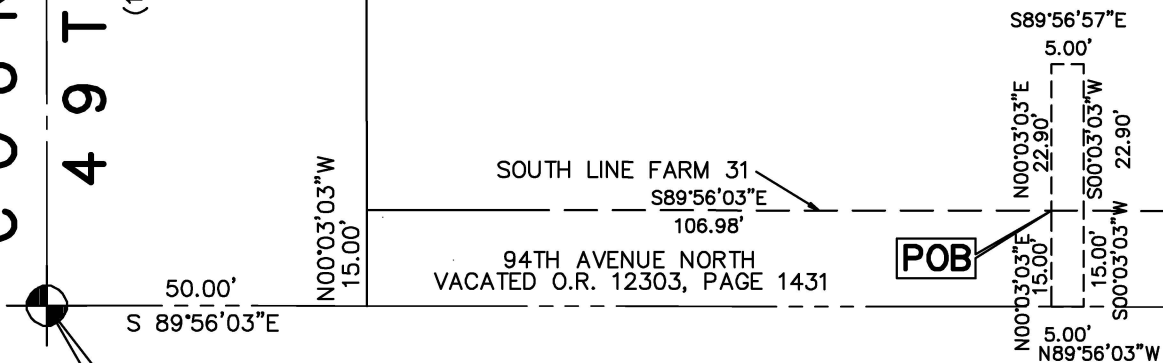 49 T
(1
S89°56'57"E
5.00'
N00°03'03"E
22.90'
S00°03'03"W
22.90'
SOUTH LINE FARM 31
S89°56'03"E
106.98'
N00°03'03"W
15.00'
94TH AVENUE NORTH
VACATED O.R. 12303, PAGE 1431
POB
N00°03'03"E
15.00'
15.00'
S00°03'03"W
50.00'
S 89°56'03"E
5.00'
N89°56'03"W